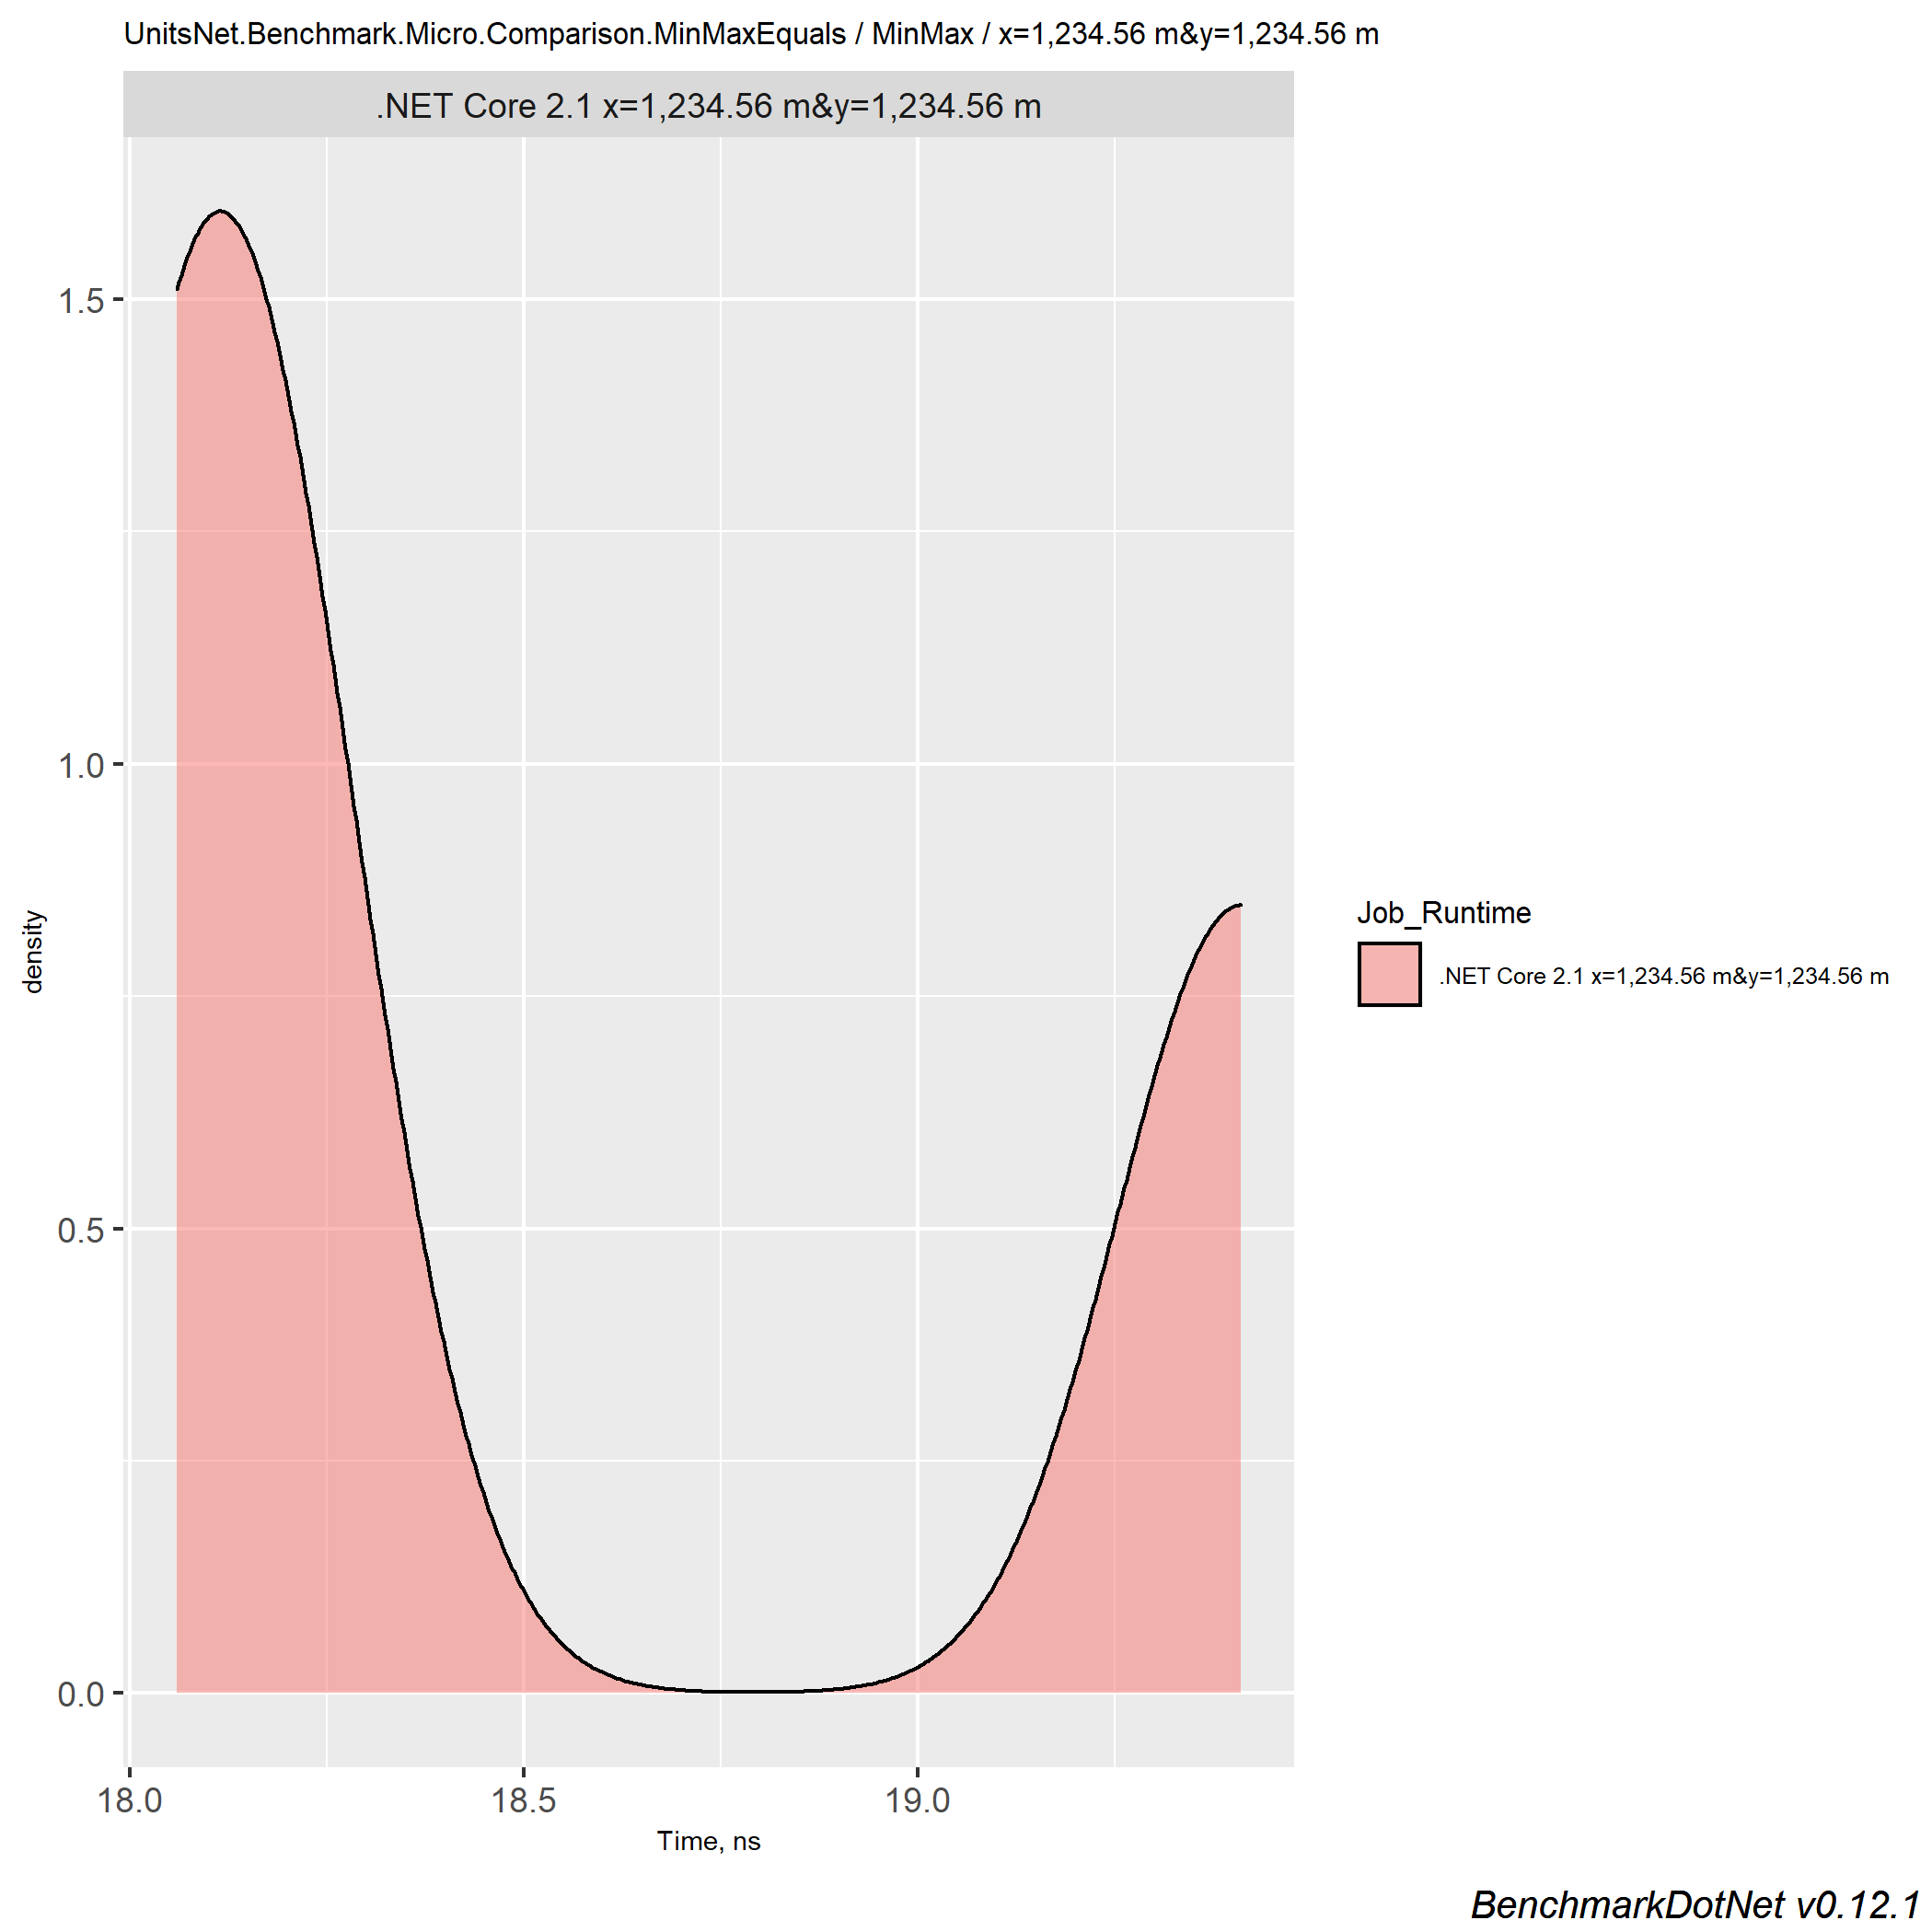 UnitsNet.Benchmark.Micro.Comparison.MinMaxEquals / MinMax / x=1,234.56 m&y=1,234.56 m
.NET Core 2.1 x=1,234.56 m&y=1,234.56 m
1.5
1.0
0.5
0.0
density
18.0 18.5 19.0
Time, ns
Job_Runtime
.NET Core 2.1 x=1,234.56 m&y=1,234.56 m
BenchmarkDotNet v0.12.1